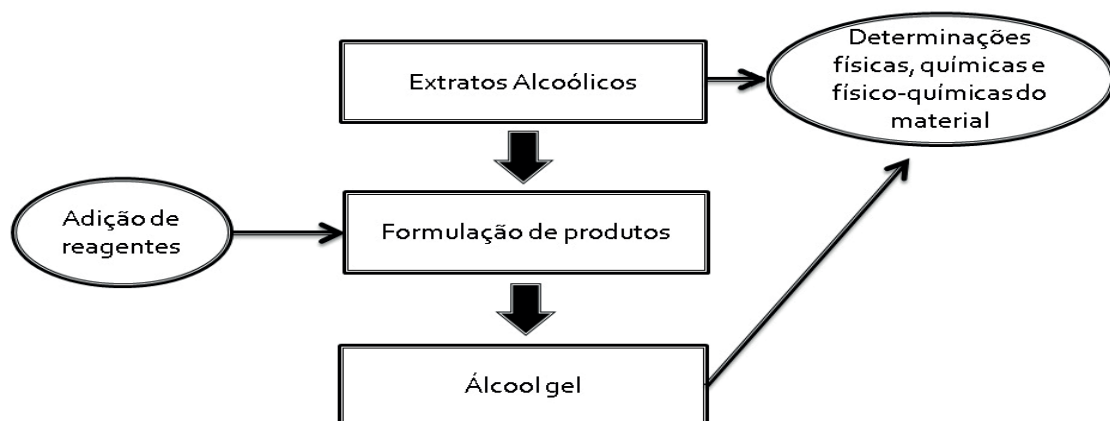 Extratos Alcoólicos
Determinações
físicas, químicas e
físico-químicas do
material
Adição de
reagentes
Formulação de produtos
Álcool gel